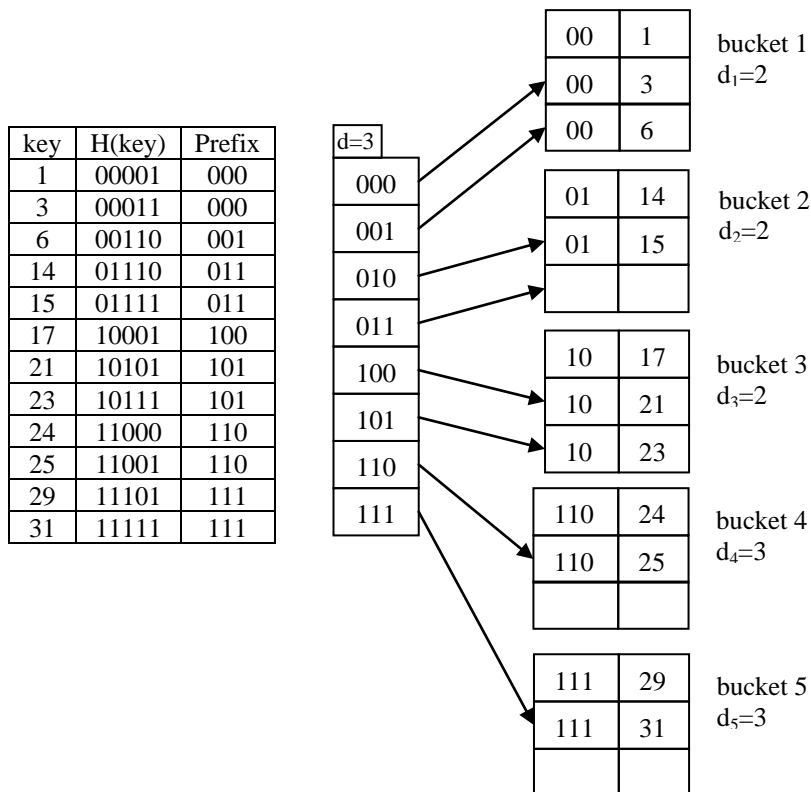 key H(key) Prefix
1 00001 000
3 00011 000
6 00110 001
14 01110 011
15 01111 011
17 10001 100
21 10101 101
23 10111 101
24 11000 110
25 11001 110
29 11101 111
31 11111 111
d=3
000
001
010
011
100
101
110
111
00 1
00 3
00 6
bucket 1
d₁=2
01 14
01 15
bucket 2
d₂=2
10 17
10 21
10 23
bucket 3
d₃=2
110 24
110 25
bucket 4
d₄=3
111 29
111 31
bucket 5
d₅=3